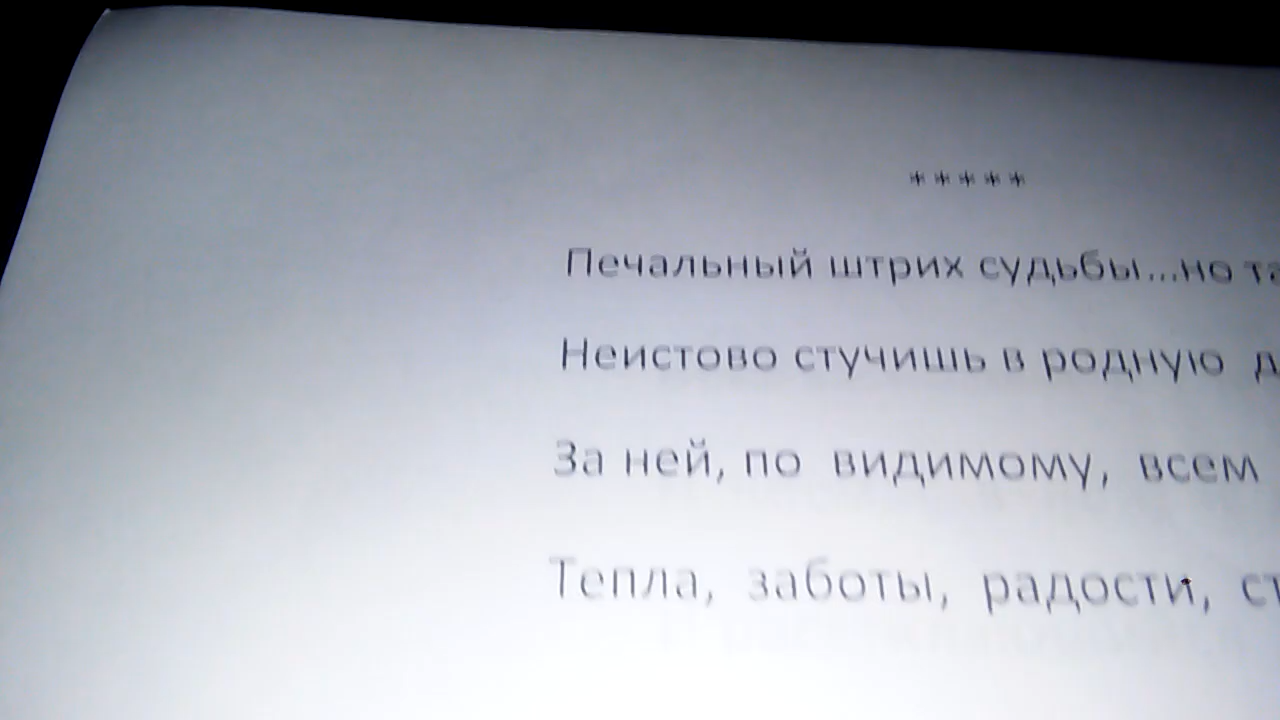 *****
Печальный штрих судьбы...но
Неистово стучишь в родную
За ней, по видимому, всем
Тепла, заботы, радости,